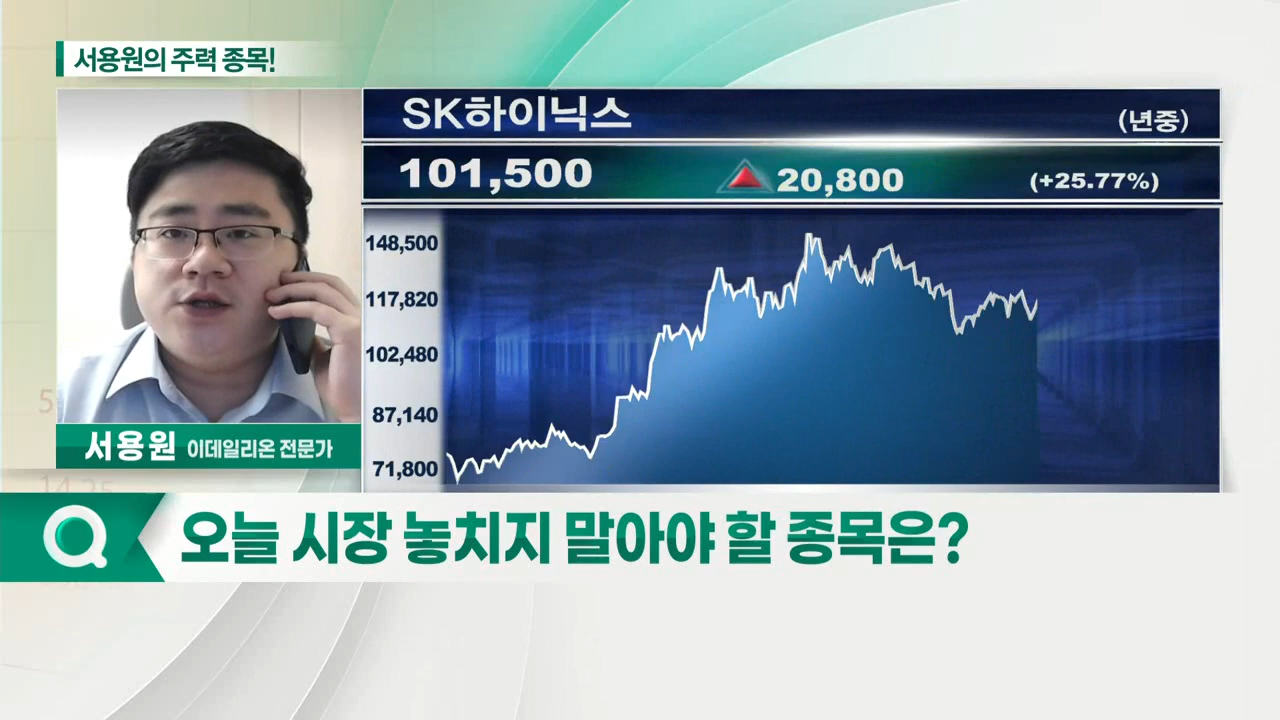 서용원의 주력 종목!
SK하이닉스
(년중)
101,500
20,800
(+25.77%)
148,500
117,820
102,480
87,140
71,800
5
14.25
서용원 이데일리온 전문가
Q 오늘 시장 놓치지 말아야 할 종목은?